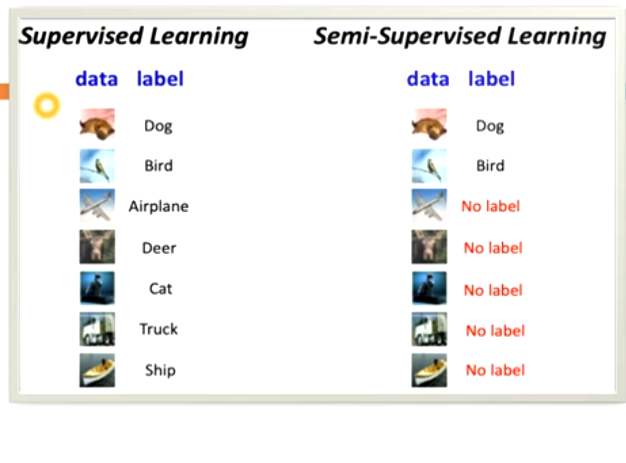 Supervised Learning Semi-Supervised Learning
data label data label
Dog Dog
Bird Bird
Airplane No label
Deer No label
Cat No label
Truck No label
Ship No label